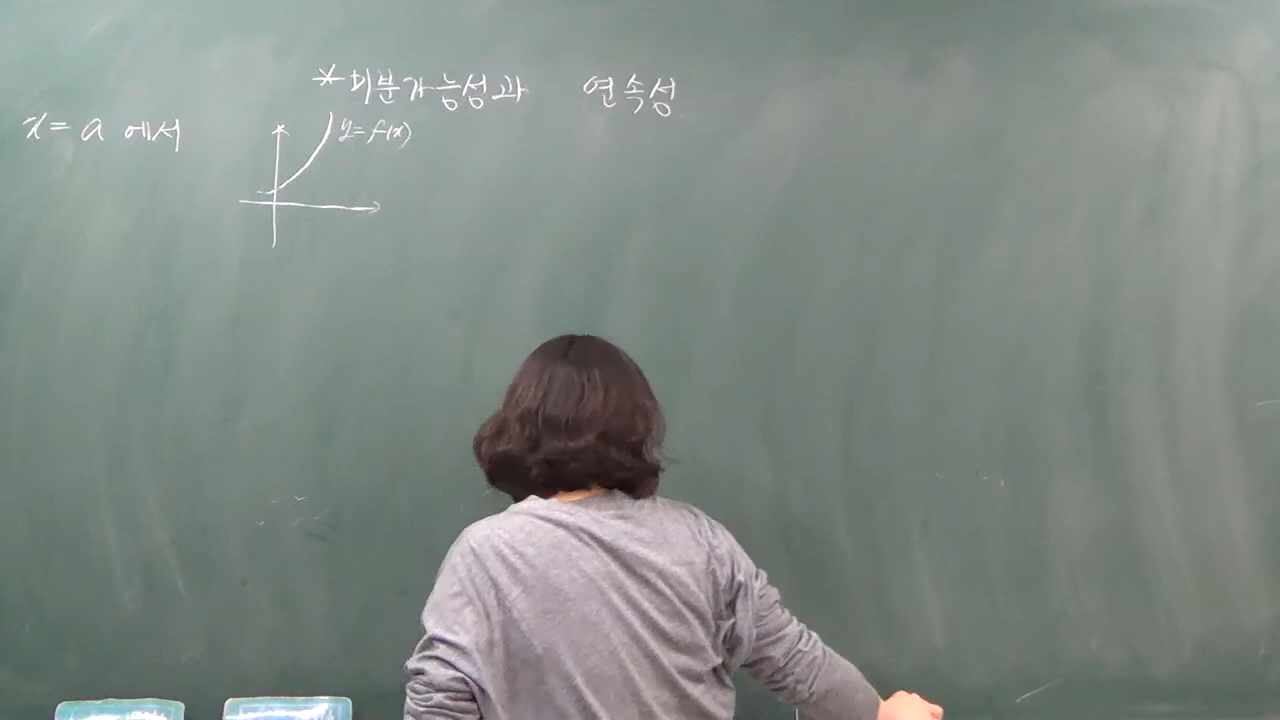 *미분가능성과 연속성
x = a 에서
y = f(x)